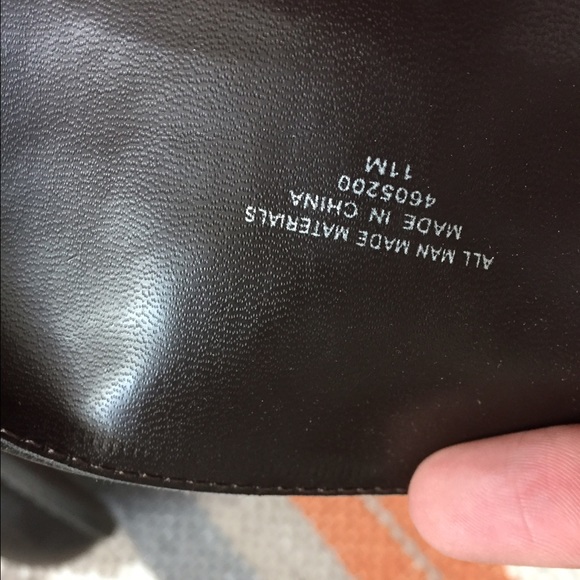 ALL MAN MADE MATERIALS
MADE IN CHINA
4605200
11M